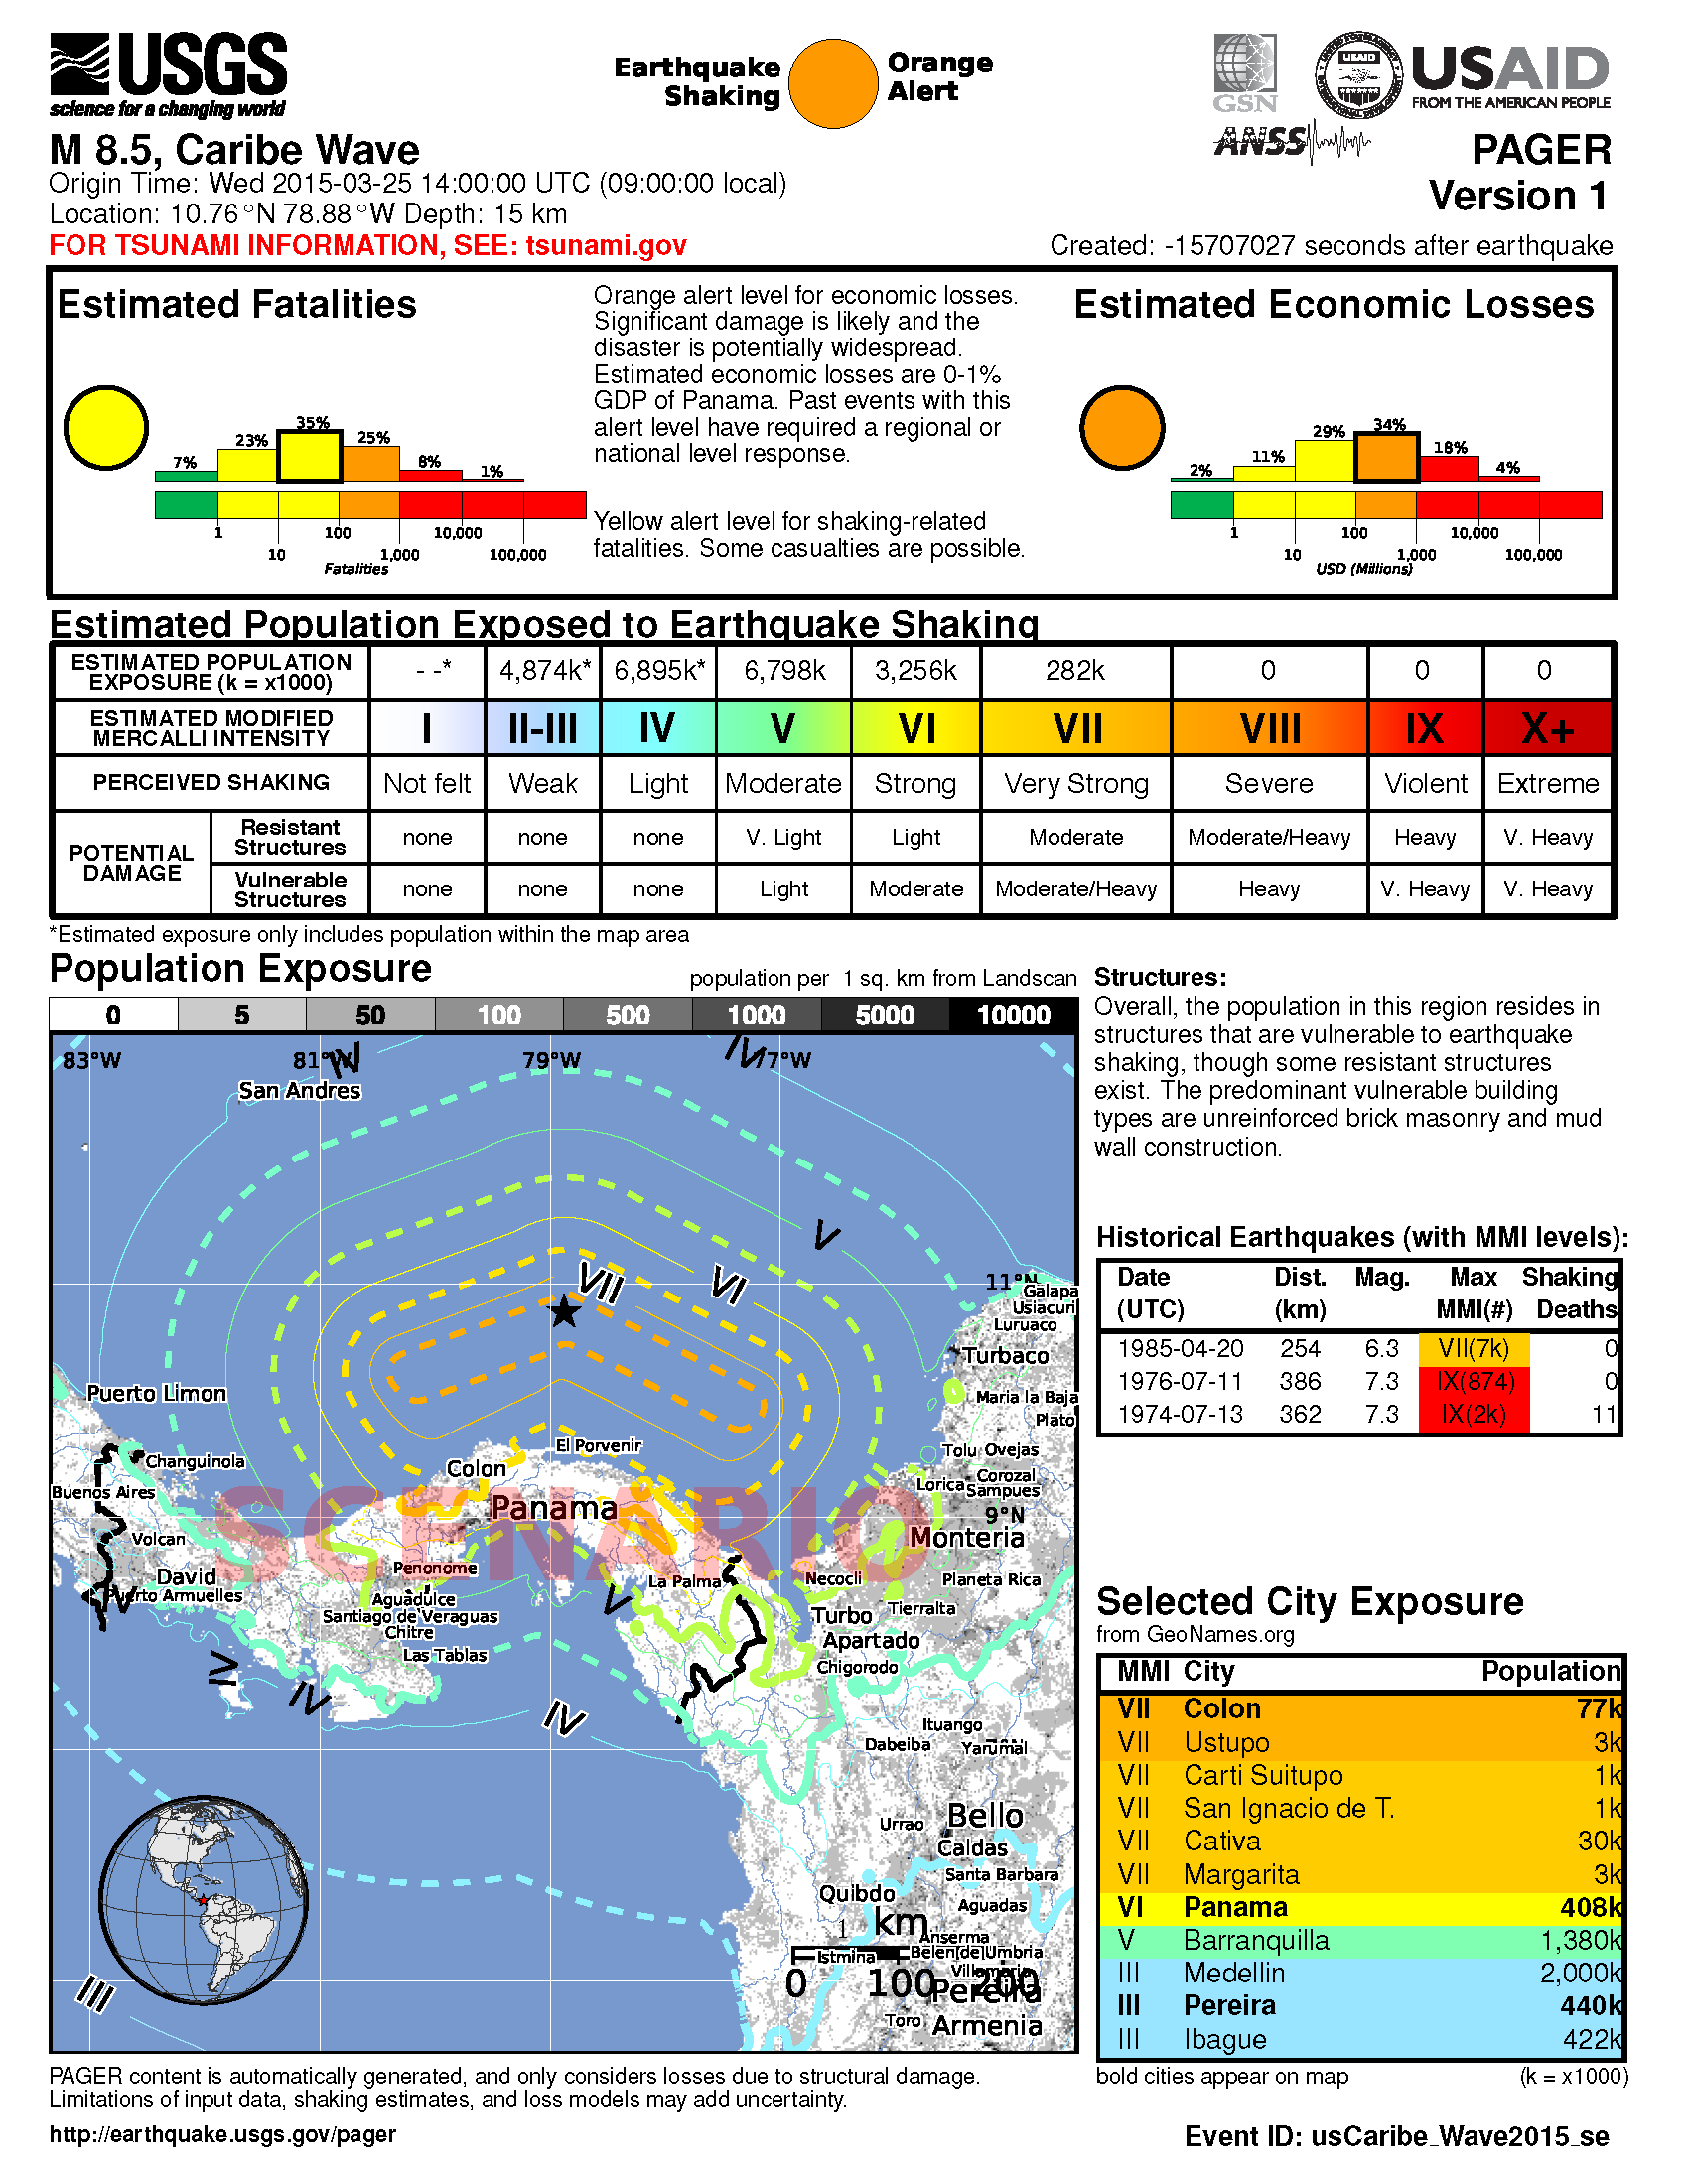 USGS
science for a changing world
Earthquake Shaking
Orange Alert
GSN
ANSS
USAID
FROM THE AMERICAN PEOPLE
M 8.5, Caribe Wave
Origin Time: Wed 2015-03-25 14:00:00 UTC (09:00:00 local)
Location: 10.76°N 78.88°W Depth: 15 km
FOR TSUNAMI INFORMATION, SEE: tsunami.gov
PAGER
Version 1
Created: -15707027 seconds after earthquake
Estimated Fatalities
7% 23% 35% 25% 8% 1%
1 10 100 1,000 10,000 100,000
Fatalities
Orange alert level for economic losses.
Significant damage is likely and the
disaster is potentially widespread.
Estimated economic losses are 0-1%
GDP of Panama. Past events with this
alert level have required a regional or
national level response.
Yellow alert level for shaking-related
fatalities. Some casualties are possible.
Estimated Economic Losses
2% 11% 29% 34% 18% 4%
1 10 100 1,000 10,000 100,000
USD (Millions)
Estimated Population Exposed to Earthquake Shaking
ESTIMATED POPULATION EXPOSURE (k = x1000) - -* 4,874k* 6,895k* 6,798k 3,256k 282k 0 0 0
ESTIMATED MODIFIED MERCALLI INTENSITY I II-III IV V VI VII VIII IX X+
PERCEIVED SHAKING Not felt Weak Light Moderate Strong Very Strong Severe Violent Extreme
POTENTIAL DAMAGE
Resistant Structures none none none V. Light Light Moderate Moderate/Heavy Heavy V. Heavy
Vulnerable Structures none none none Light Moderate Moderate/Heavy Heavy V. Heavy V. Heavy
*Estimated exposure only includes population within the map area
Population Exposure
population per 1 sq. km from Landscan
0 5 50 100 500 1000 5000 10000
83°W 81°W 79°W 77°W
IV IV
San Andres
V
VI
VII
11°N
Galapa
Usiacuri
Luruaco
Turbaco
Puerto Limon
Maria la Baja
Plato
El Porvenir
Tolu Ovejas
Changuinola
Colon
Corozal
Lorica Sampues
Buenos Aires
Panama
9°N
SCENARIO
Volcan
Monteria
Penonome
David
La Palma
Necocli
Planeta Rica
Puerto Armuelles
IV
Aguadulce
V
Tierralta
Santiago de Veraguas
Turbo
Chitre
Apartado
Las Tablas
Chigorodo
IV
IV
IV
Ituango
Dabeiba
Yarumal
Bello
Urrao
Caldas
Santa Barbara
Quibdo
Aguadas
1 km
Anserma
Istmina
Belen de Umbria
0 100 200
Pereira
III
Toro
Armenia
Structures:
Overall, the population in this region resides in
structures that are vulnerable to earthquake
shaking, though some resistant structures
exist. The predominant vulnerable building
types are unreinforced brick masonry and mud
wall construction.
Historical Earthquakes (with MMI levels):
Date (UTC) Dist. (km) Mag. Max MMI(#) Shaking Deaths
1985-04-20 254 6.3 VII(7k) 0
1976-07-11 386 7.3 IX(874) 0
1974-07-13 362 7.3 IX(2k) 11
Selected City Exposure
from GeoNames.org
MMI City Population
VII Colon 77k
VII Ustupo 3k
VII Carti Suitupo 1k
VII San Ignacio de T. 1k
VII Cativa 30k
VII Margarita 3k
VI Panama 408k
V Barranquilla 1,380k
III Medellin 2,000k
III Pereira 440k
III Ibague 422k
bold cities appear on map (k = x1000)
PAGER content is automatically generated, and only considers losses due to structural damage.
Limitations of input data, shaking estimates, and loss models may add uncertainty.
http://earthquake.usgs.gov/pager
Event ID: usCaribe_Wave2015_se